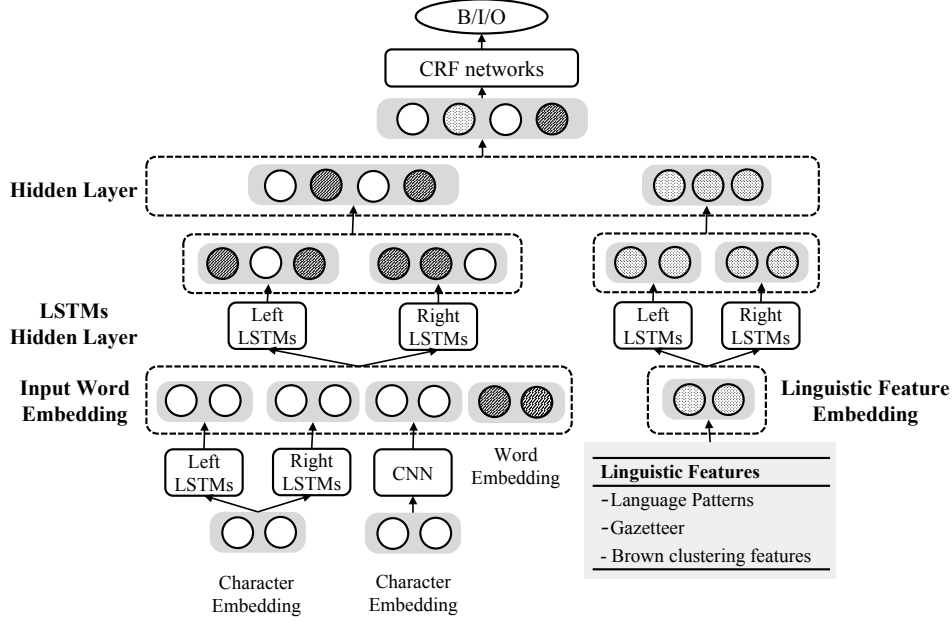 B/I/O
CRF networks
Hidden Layer
LSTMs
Hidden Layer
Left
LSTMs
Right
LSTMs
Left
LSTMs
Right
LSTMs
Input Word
Embedding
Linguistic Feature
Embedding
Left
LSTMs
Right
LSTMs
CNN
Word
Embedding
Linguistic Features
-Language Patterns
-Gazetteer
- Brown clustering features
Character
Embedding
Character
Embedding